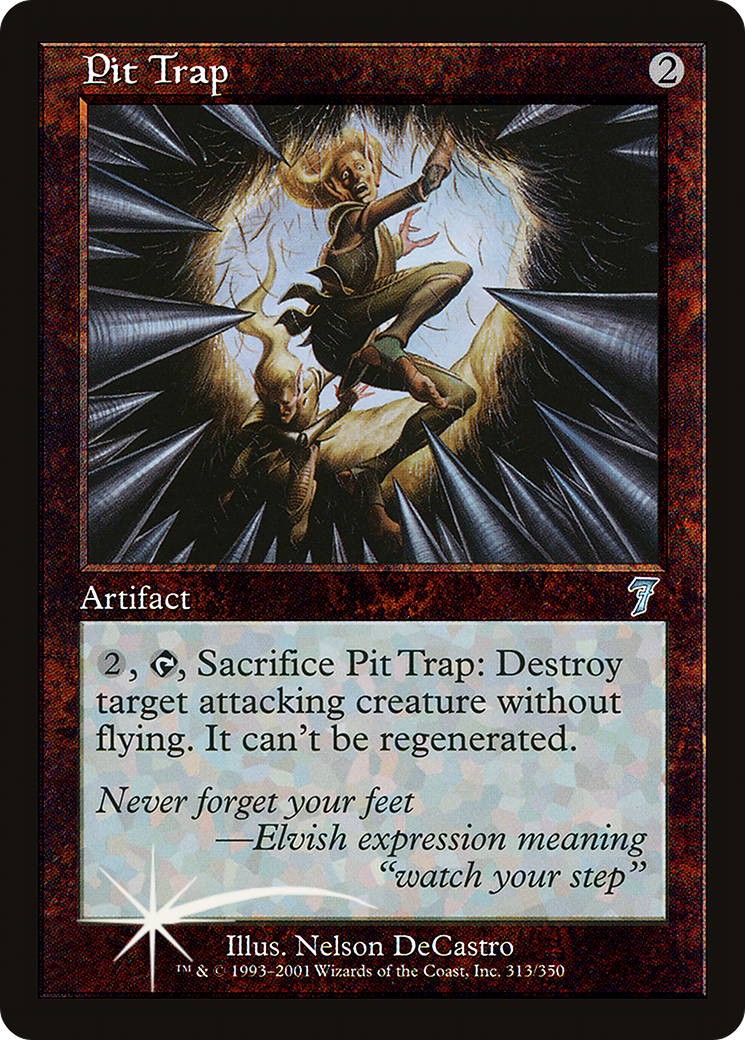 Pit Trap 2
Artifact 7
2, , Sacrifice Pit Trap: Destroy
target attacking creature without
flying. It can't be regenerated.
Never forget your feet
—Elvish expression meaning
“watch your step”
Illus. Nelson DeCastro
™ & © 1993–2001 Wizards of the Coast, Inc. 313/350